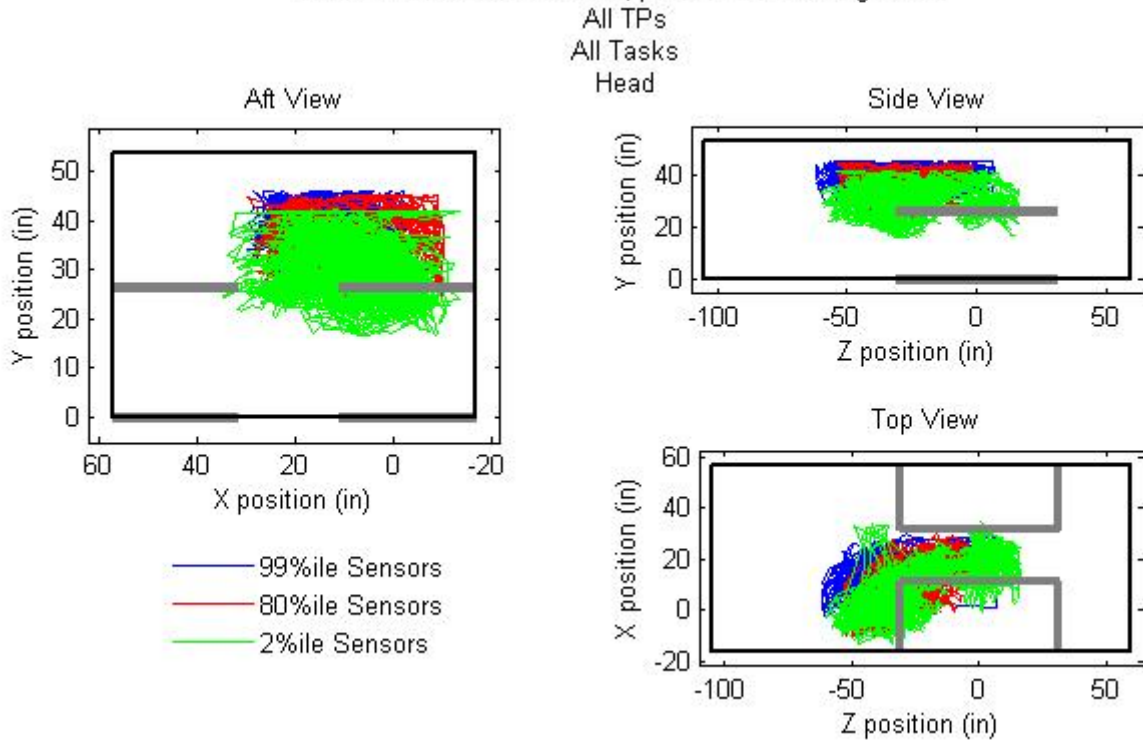 All TPs
All Tasks
Head
Aft View
50
40
30
20
10
0
Y position (in)
60
40
20
0
-20
X position (in)
Side View
40
20
0
Y position (in)
-100
-50
0
50
Z position (in)
Top View
60
40
20
0
-20
X position (in)
-100
-50
0
50
Z position (in)
99%ile Sensors
80%ile Sensors
2%ile Sensors